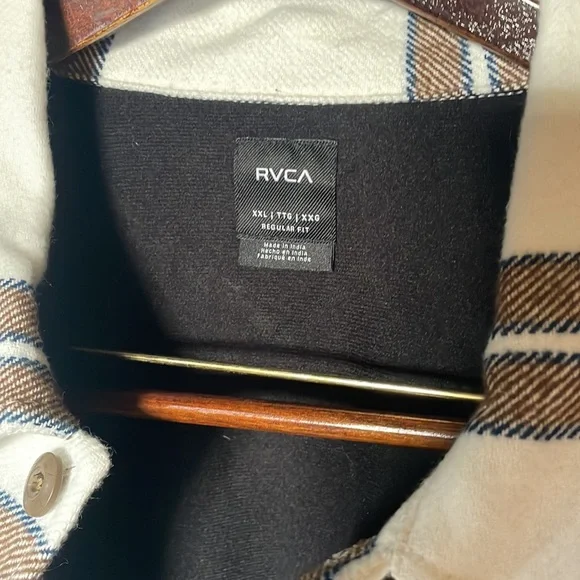 RVCA
XXL | TTG | XXG
REGULAR FIT
Made in India
Hecho en India
Fabriqué en Inde